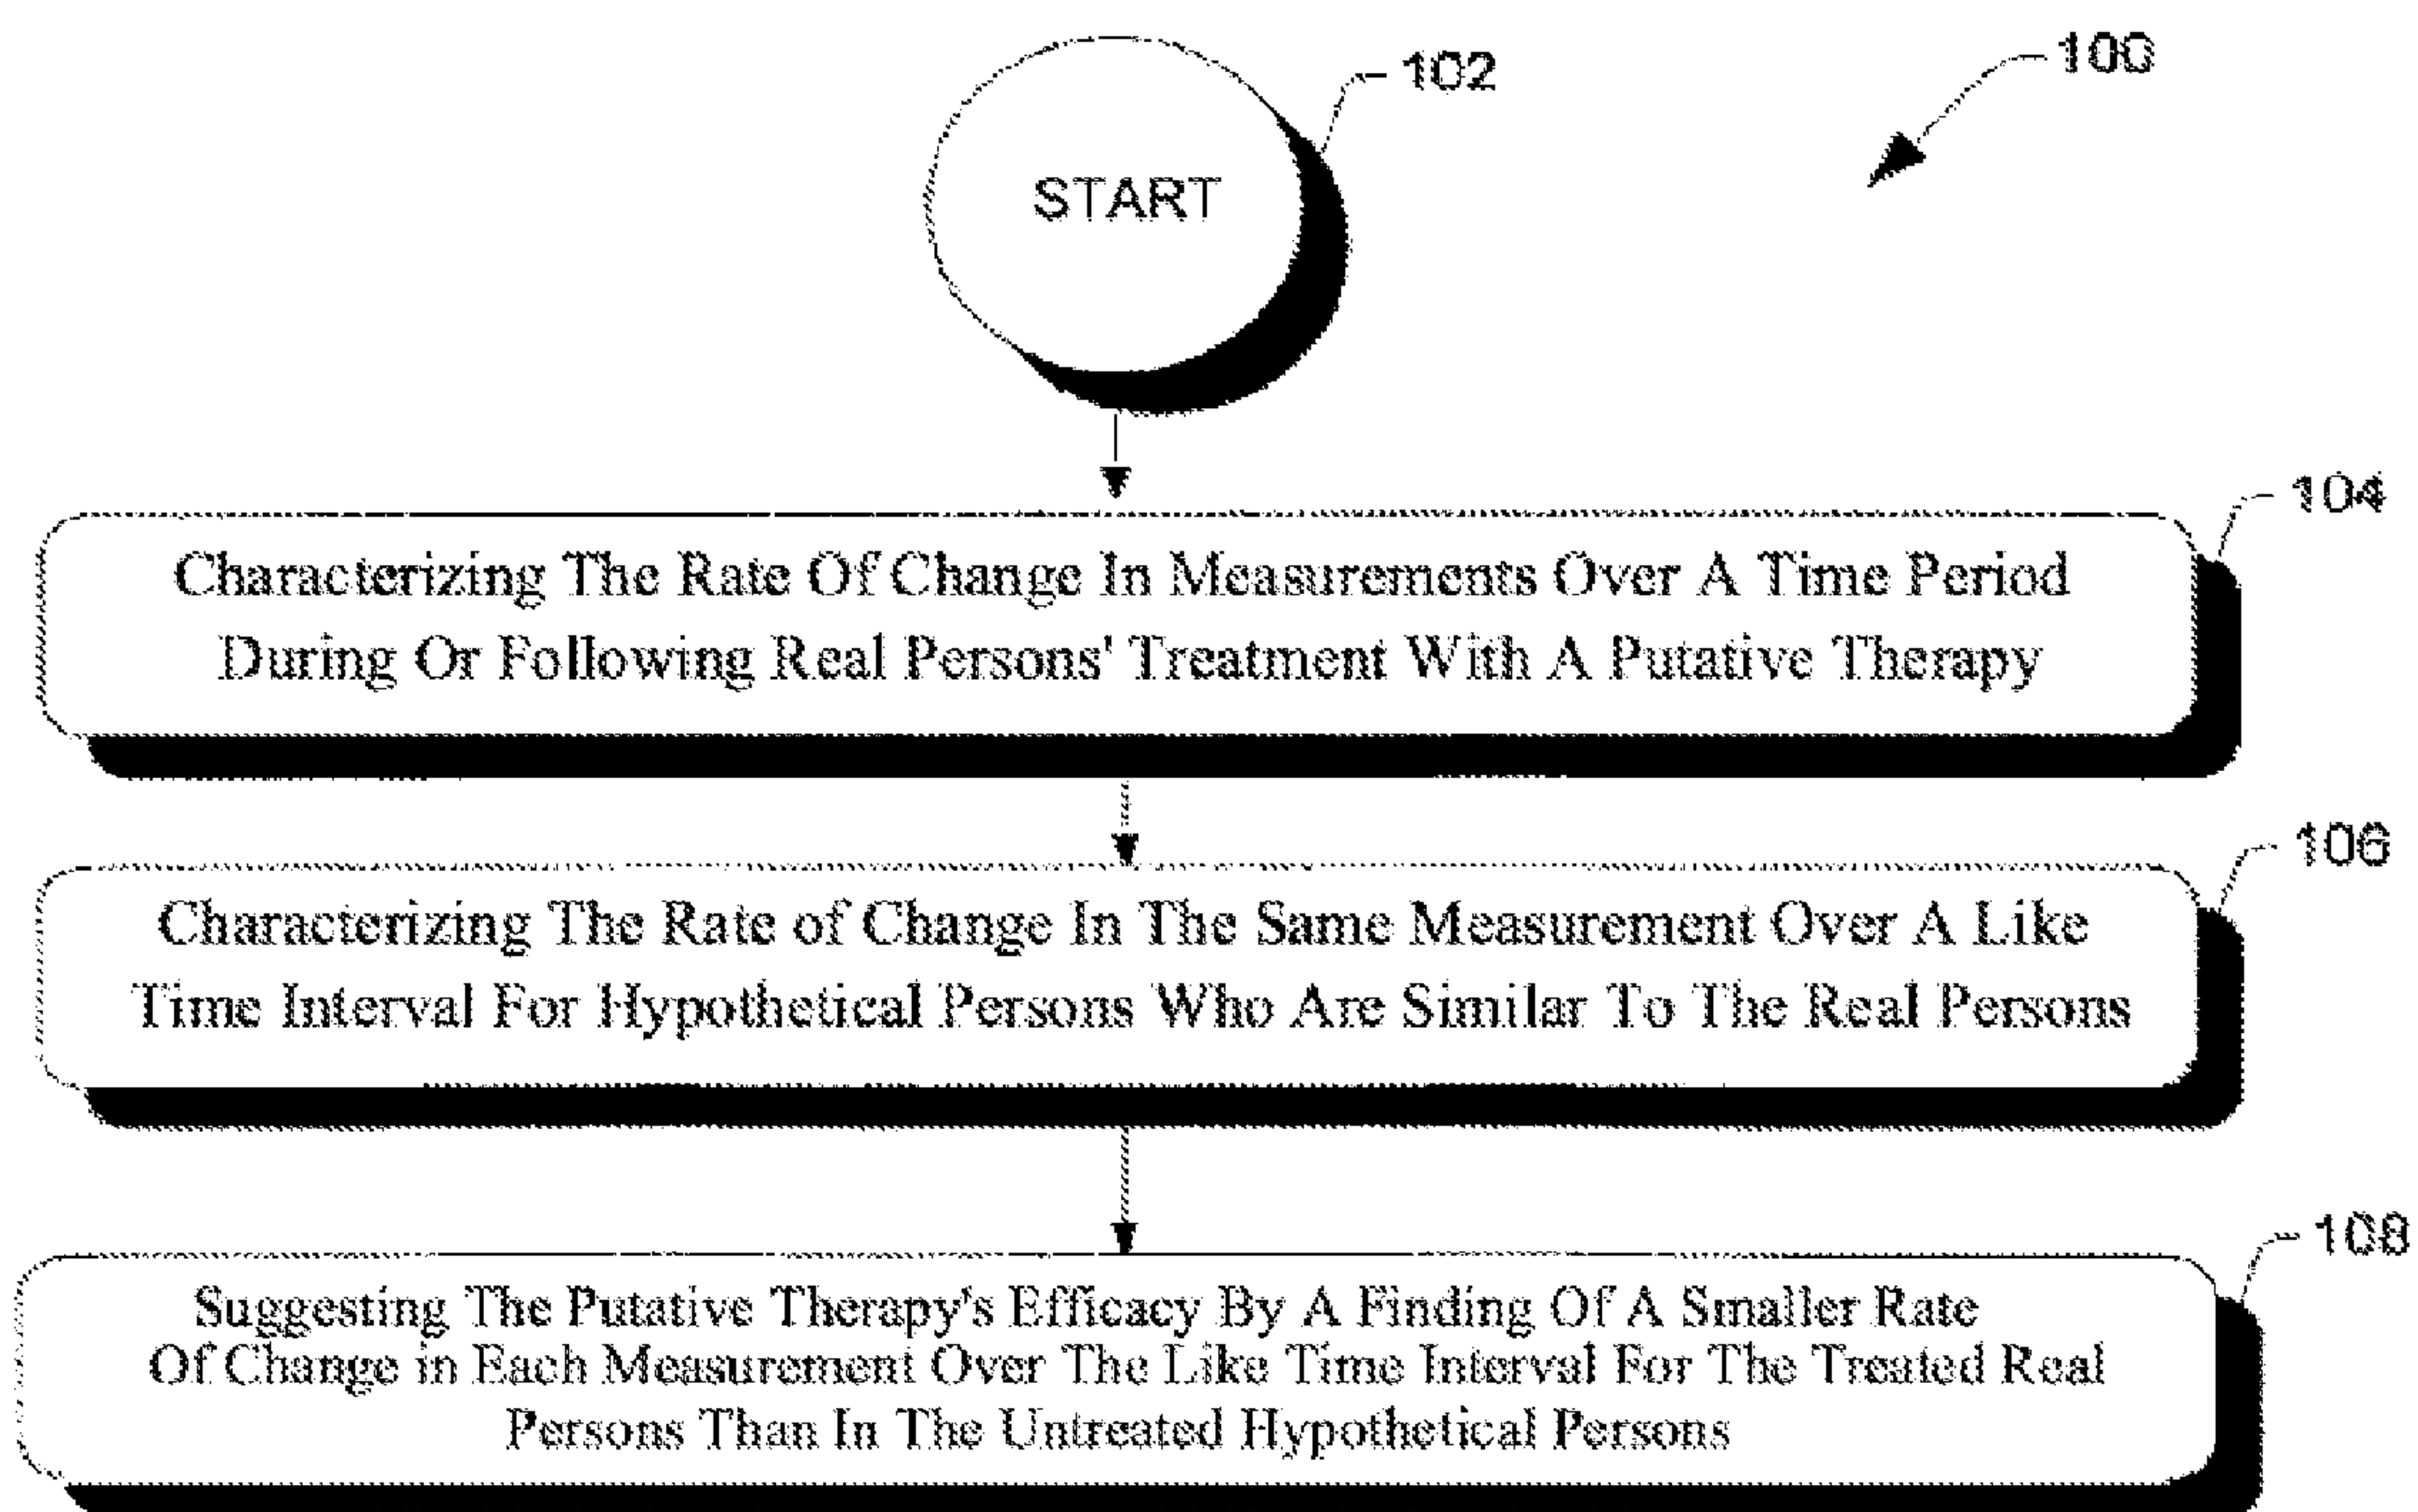 100
102
START
104
Characterizing The Rate Of Change In Measurements Over A Time Period
During Or Following Real Persons' Treatment With A Putative Therapy
106
Characterizing The Rate of Change In The Same Measurement Over A Like
Time Interval For Hypothetical Persons Who Are Similar To The Real Persons
108
Suggesting The Putative Therapy's Efficacy By A Finding Of A Smaller Rate
Of Change in Each Measurement Over The Like Time Interval For The Treated Real
Persons Than In The Untreated Hypothetical Persons